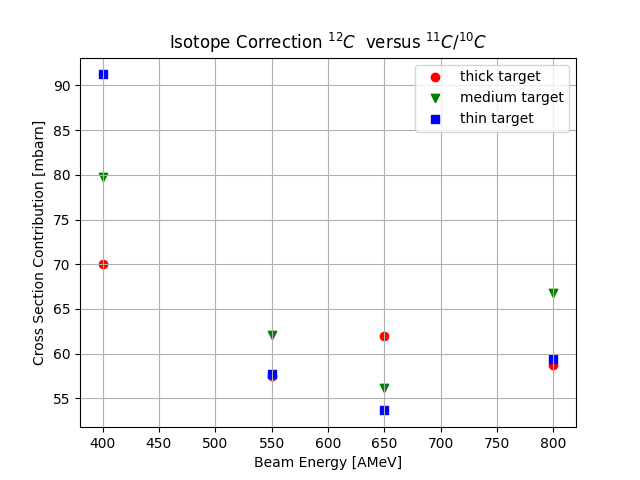 Isotope Correction ¹²C versus ¹¹C/¹⁰C
thick target
medium target
thin target
Cross Section Contribution [mbarn]
90
85
80
75
70
65
60
55
400 450 500 550 600 650 700 750 800
Beam Energy [AMeV]